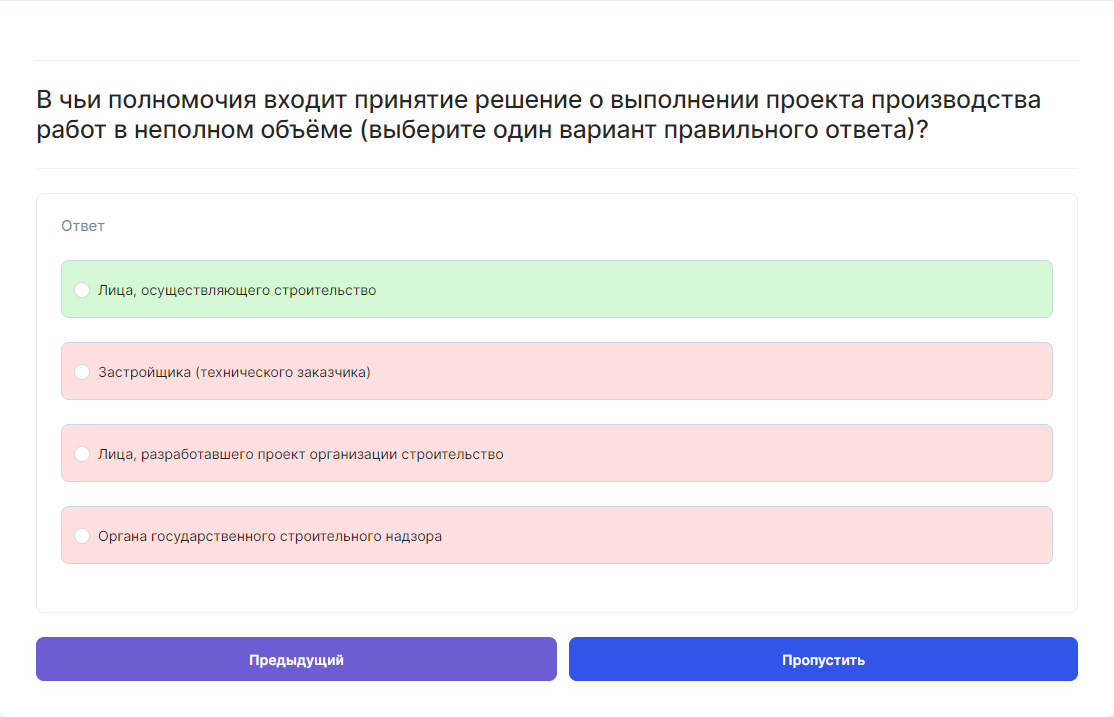 В чьи полномочия входит принятие решение о выполнении проекта производства
работ в неполном объёме (выберите один вариант правильного ответа)?
Ответ
Лица, осуществляющего строительство
Застройщика (технического заказчика)
Лица, разработавшего проект организации строительство
Органа государственного строительного надзора
Предыдущий
Пропустить